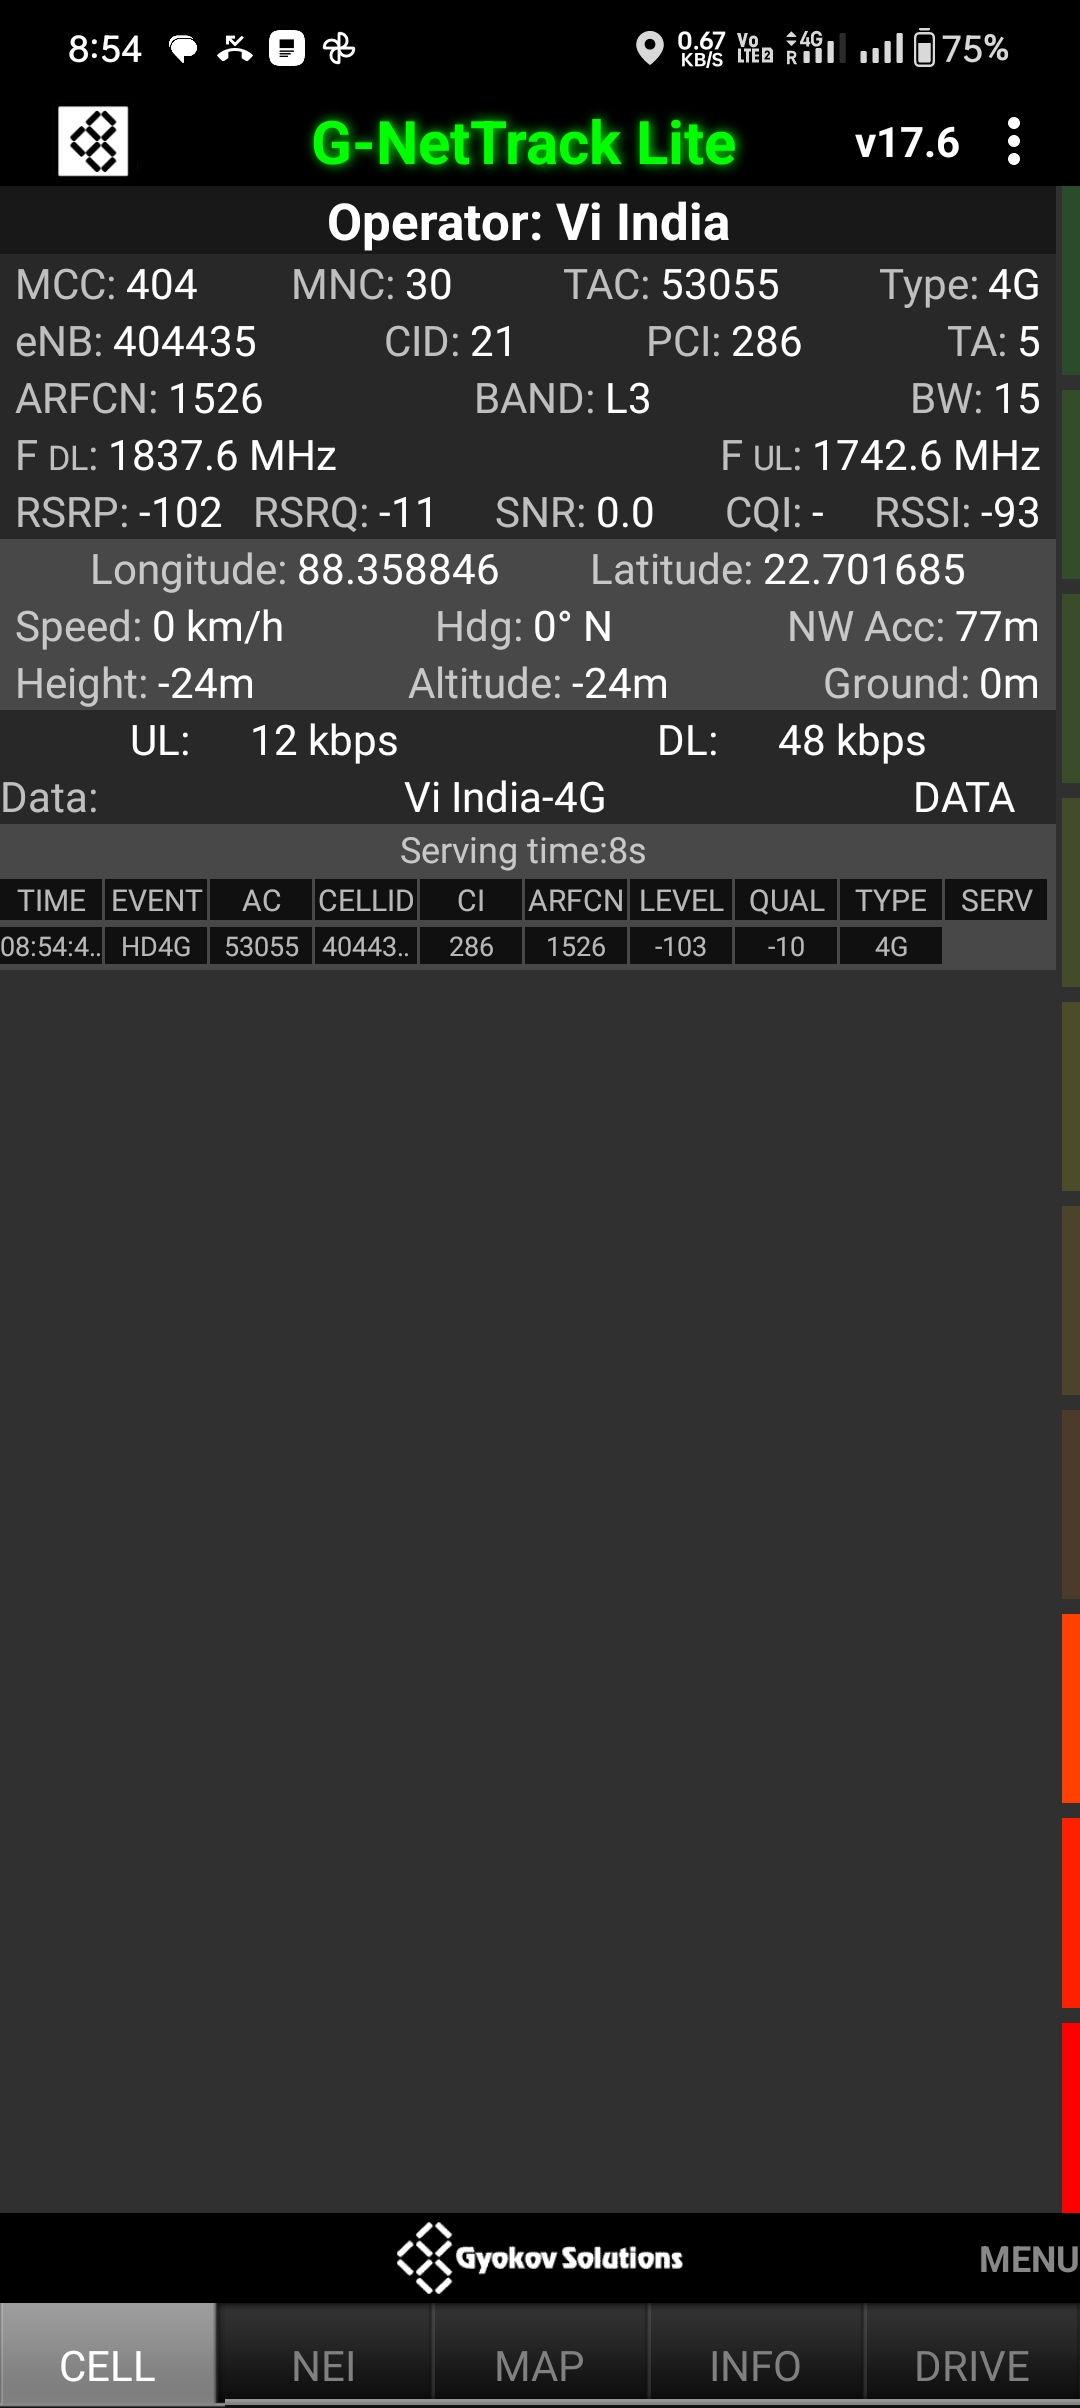 8:54 0.67 KB/S Vo LTE2 4G R 75%
G-NetTrack Lite v17.6
Operator: Vi India
MCC: 404 MNC: 30 TAC: 53055 Type: 4G
eNB: 404435 CID: 21 PCI: 286 TA: 5
ARFCN: 1526 BAND: L3 BW: 15
F DL: 1837.6 MHz F UL: 1742.6 MHz
RSRP: -102 RSRQ: -11 SNR: 0.0 CQI: - RSSI: -93
Longitude: 88.358846 Latitude: 22.701685
Speed: 0 km/h Hdg: 0° N NW Acc: 77m
Height: -24m Altitude: -24m Ground: 0m
UL: 12 kbps DL: 48 kbps
Data: Vi India-4G DATA
Serving time:8s
TIME EVENT AC CELLID CI ARFCN LEVEL QUAL TYPE SERV
08:54:4.. HD4G 53055 40443.. 286 1526 -103 -10 4G
Gyokov Solutions MENU
CELL NEI MAP INFO DRIVE